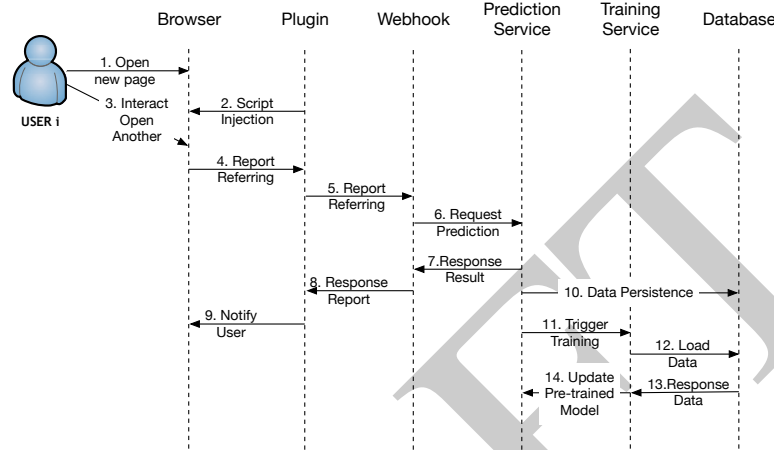 Browser
Plugin
Webhook
Prediction
Service
Training
Service
Database
USER i
1. Open
new page
2. Script
Injection
3. Interact
Open
Another
4. Report
Referring
5. Report
Referring
6. Request
Prediction
7.Response
Result
8. Response
Report
9. Notify
User
10. Data Persistence
11. Trigger
Training
12. Load
Data
13.Response
Data
14. Update
Pre-trained
Model